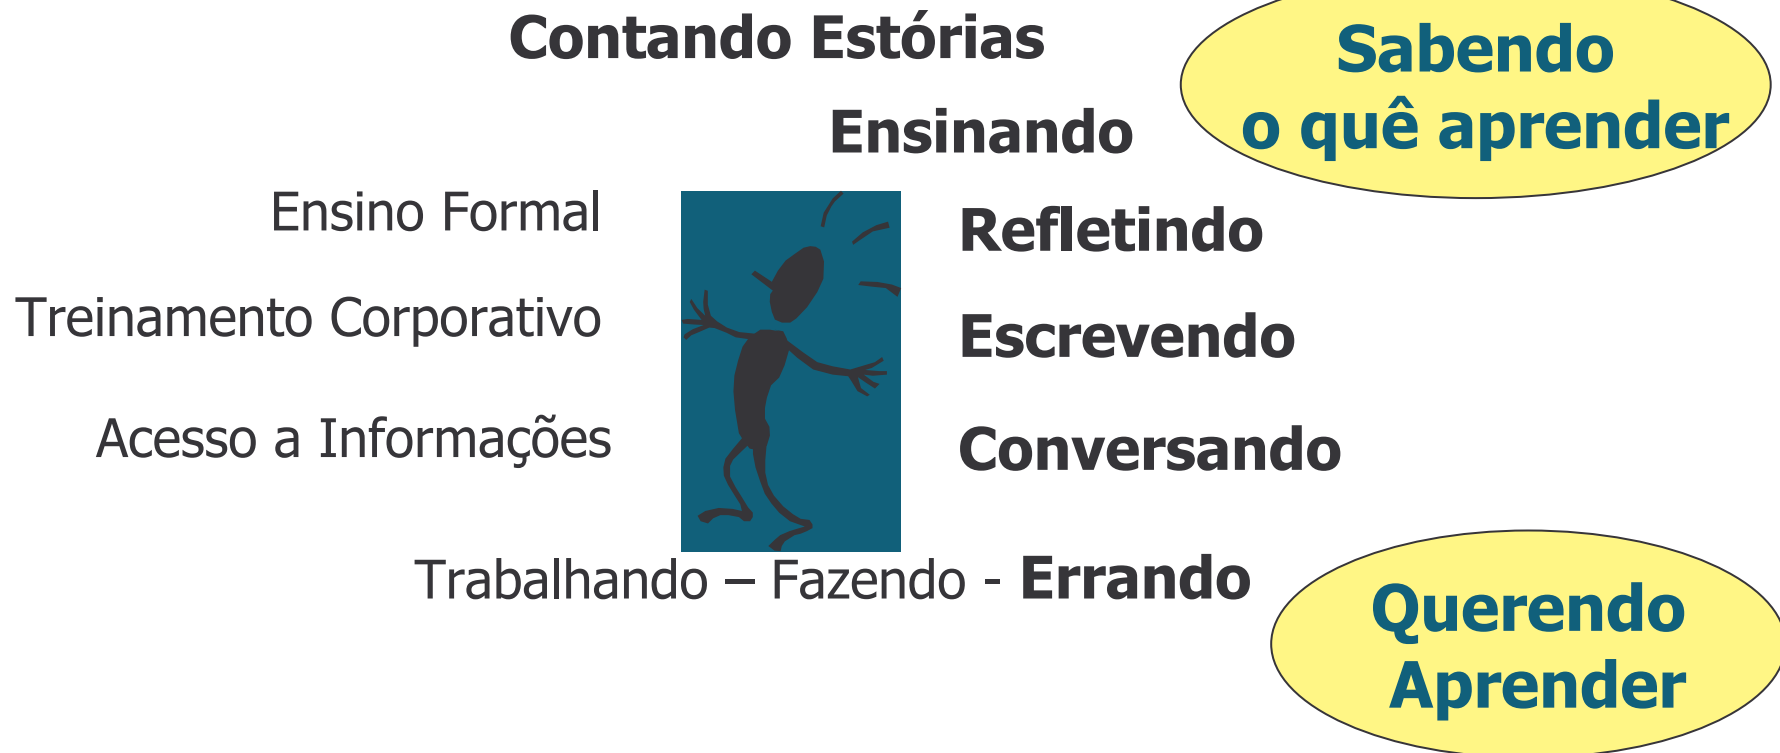 Contando Estórias
Sabendo
o quê aprender
Ensinando
Ensino Formal
Refletindo
Treinamento Corporativo
Escrevendo
Acesso a Informações
Conversando
Trabalhando – Fazendo - Errando
Querendo
Aprender